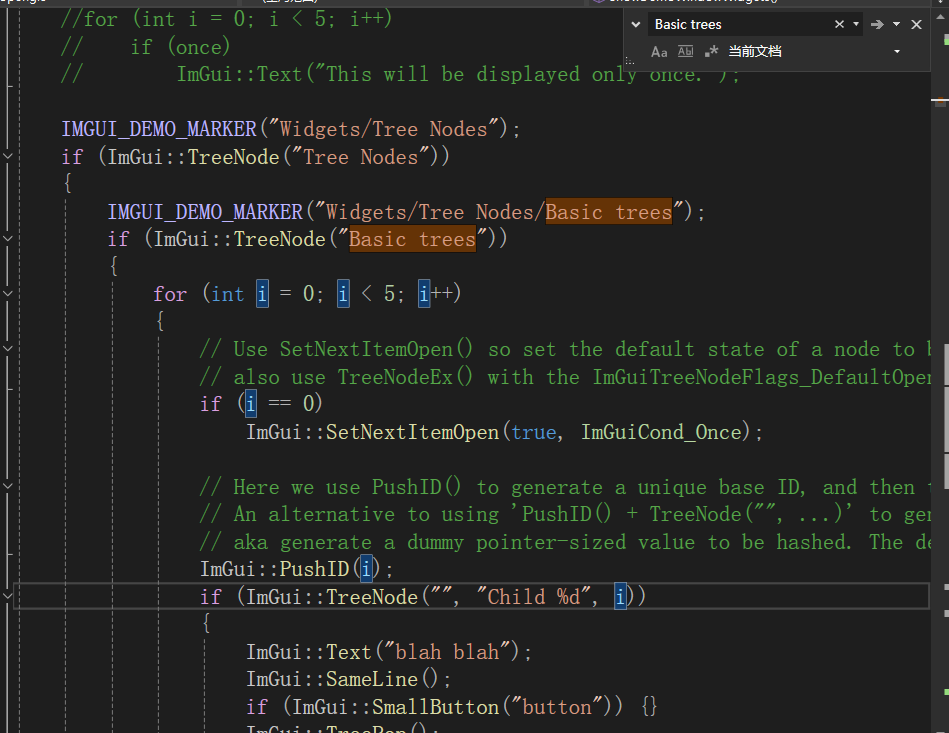 //for (int i = 0; i < 5; i++)
//    if (once)
//        ImGui::Text("This will be displayed only once.");
Basic trees
当前文档
IMGUI_DEMO_MARKER("Widgets/Tree Nodes");
if (ImGui::TreeNode("Tree Nodes"))
{
IMGUI_DEMO_MARKER("Widgets/Tree Nodes/Basic trees");
if (ImGui::TreeNode("Basic trees"))
{
for (int i = 0; i < 5; i++)
{
// Use SetNextItemOpen() so set the default state of a node to
// also use TreeNodeEx() with the ImGuiTreeNodeFlags_DefaultOpen
if (i == 0)
ImGui::SetNextItemOpen(true, ImGuiCond_Once);
// Here we use PushID() to generate a unique base ID, and then
// An alternative to using 'PushID() + TreeNode("", ...)' to
// aka generate a dummy pointer-sized value to be hashed. The
ImGui::PushID(i);
if (ImGui::TreeNode("", "Child %d", i))
{
ImGui::Text("blah blah");
ImGui::SameLine();
if (ImGui::SmallButton("button")) {}
ImGui::TreePop();